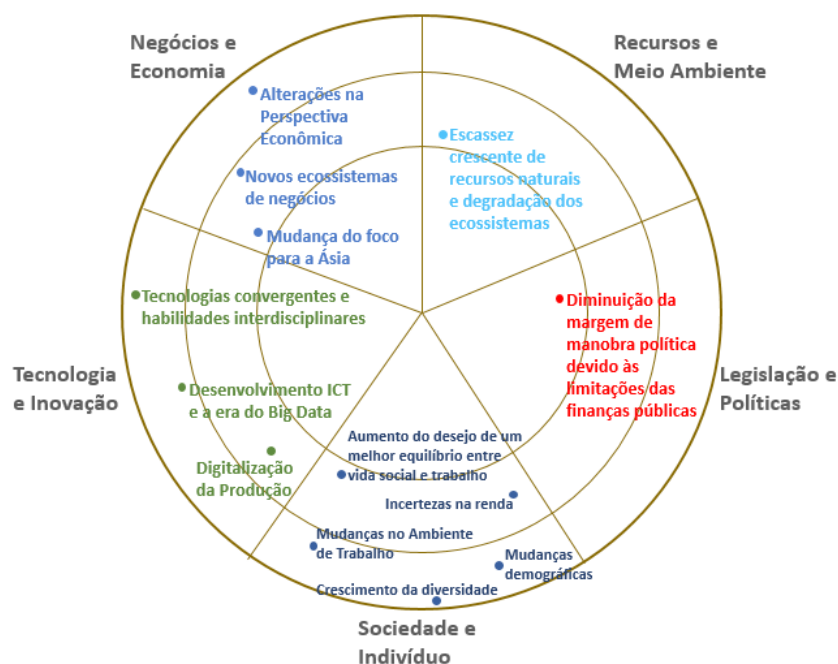 Negócios e
Economia
Recursos e
Meio Ambiente
Alterações na
Perspectiva
Econômica
Escassez
crescente de
recursos naturais
e degradação dos
ecossistemas
Novos ecossistemas
de negócios
Mudança do foco
para a Ásia
Tecnologias convergentes e
habilidades interdisciplinares
Diminuição da
margem de
manobra política
devido às
limitações das
finanças públicas
Tecnologia
e Inovação
Legislação e
Políticas
Desenvolvimento ICT
e a era do Big Data
Digitalização
da Produção
Aumento do desejo de um
melhor equilíbrio entre
vida social e trabalho
Incertezas na renda
Mudanças no Ambiente
de Trabalho
Mudanças
demográficas
Crescimento da diversidade
Sociedade e
Indivíduo